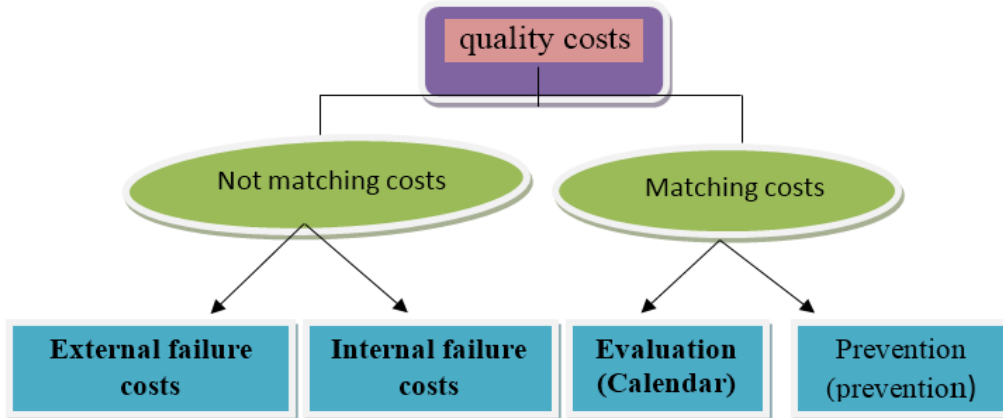 quality costs
Not matching costs
Matching costs
External failure
costs
Internal failure
costs
Evaluation
(Calendar)
Prevention
(prevention)